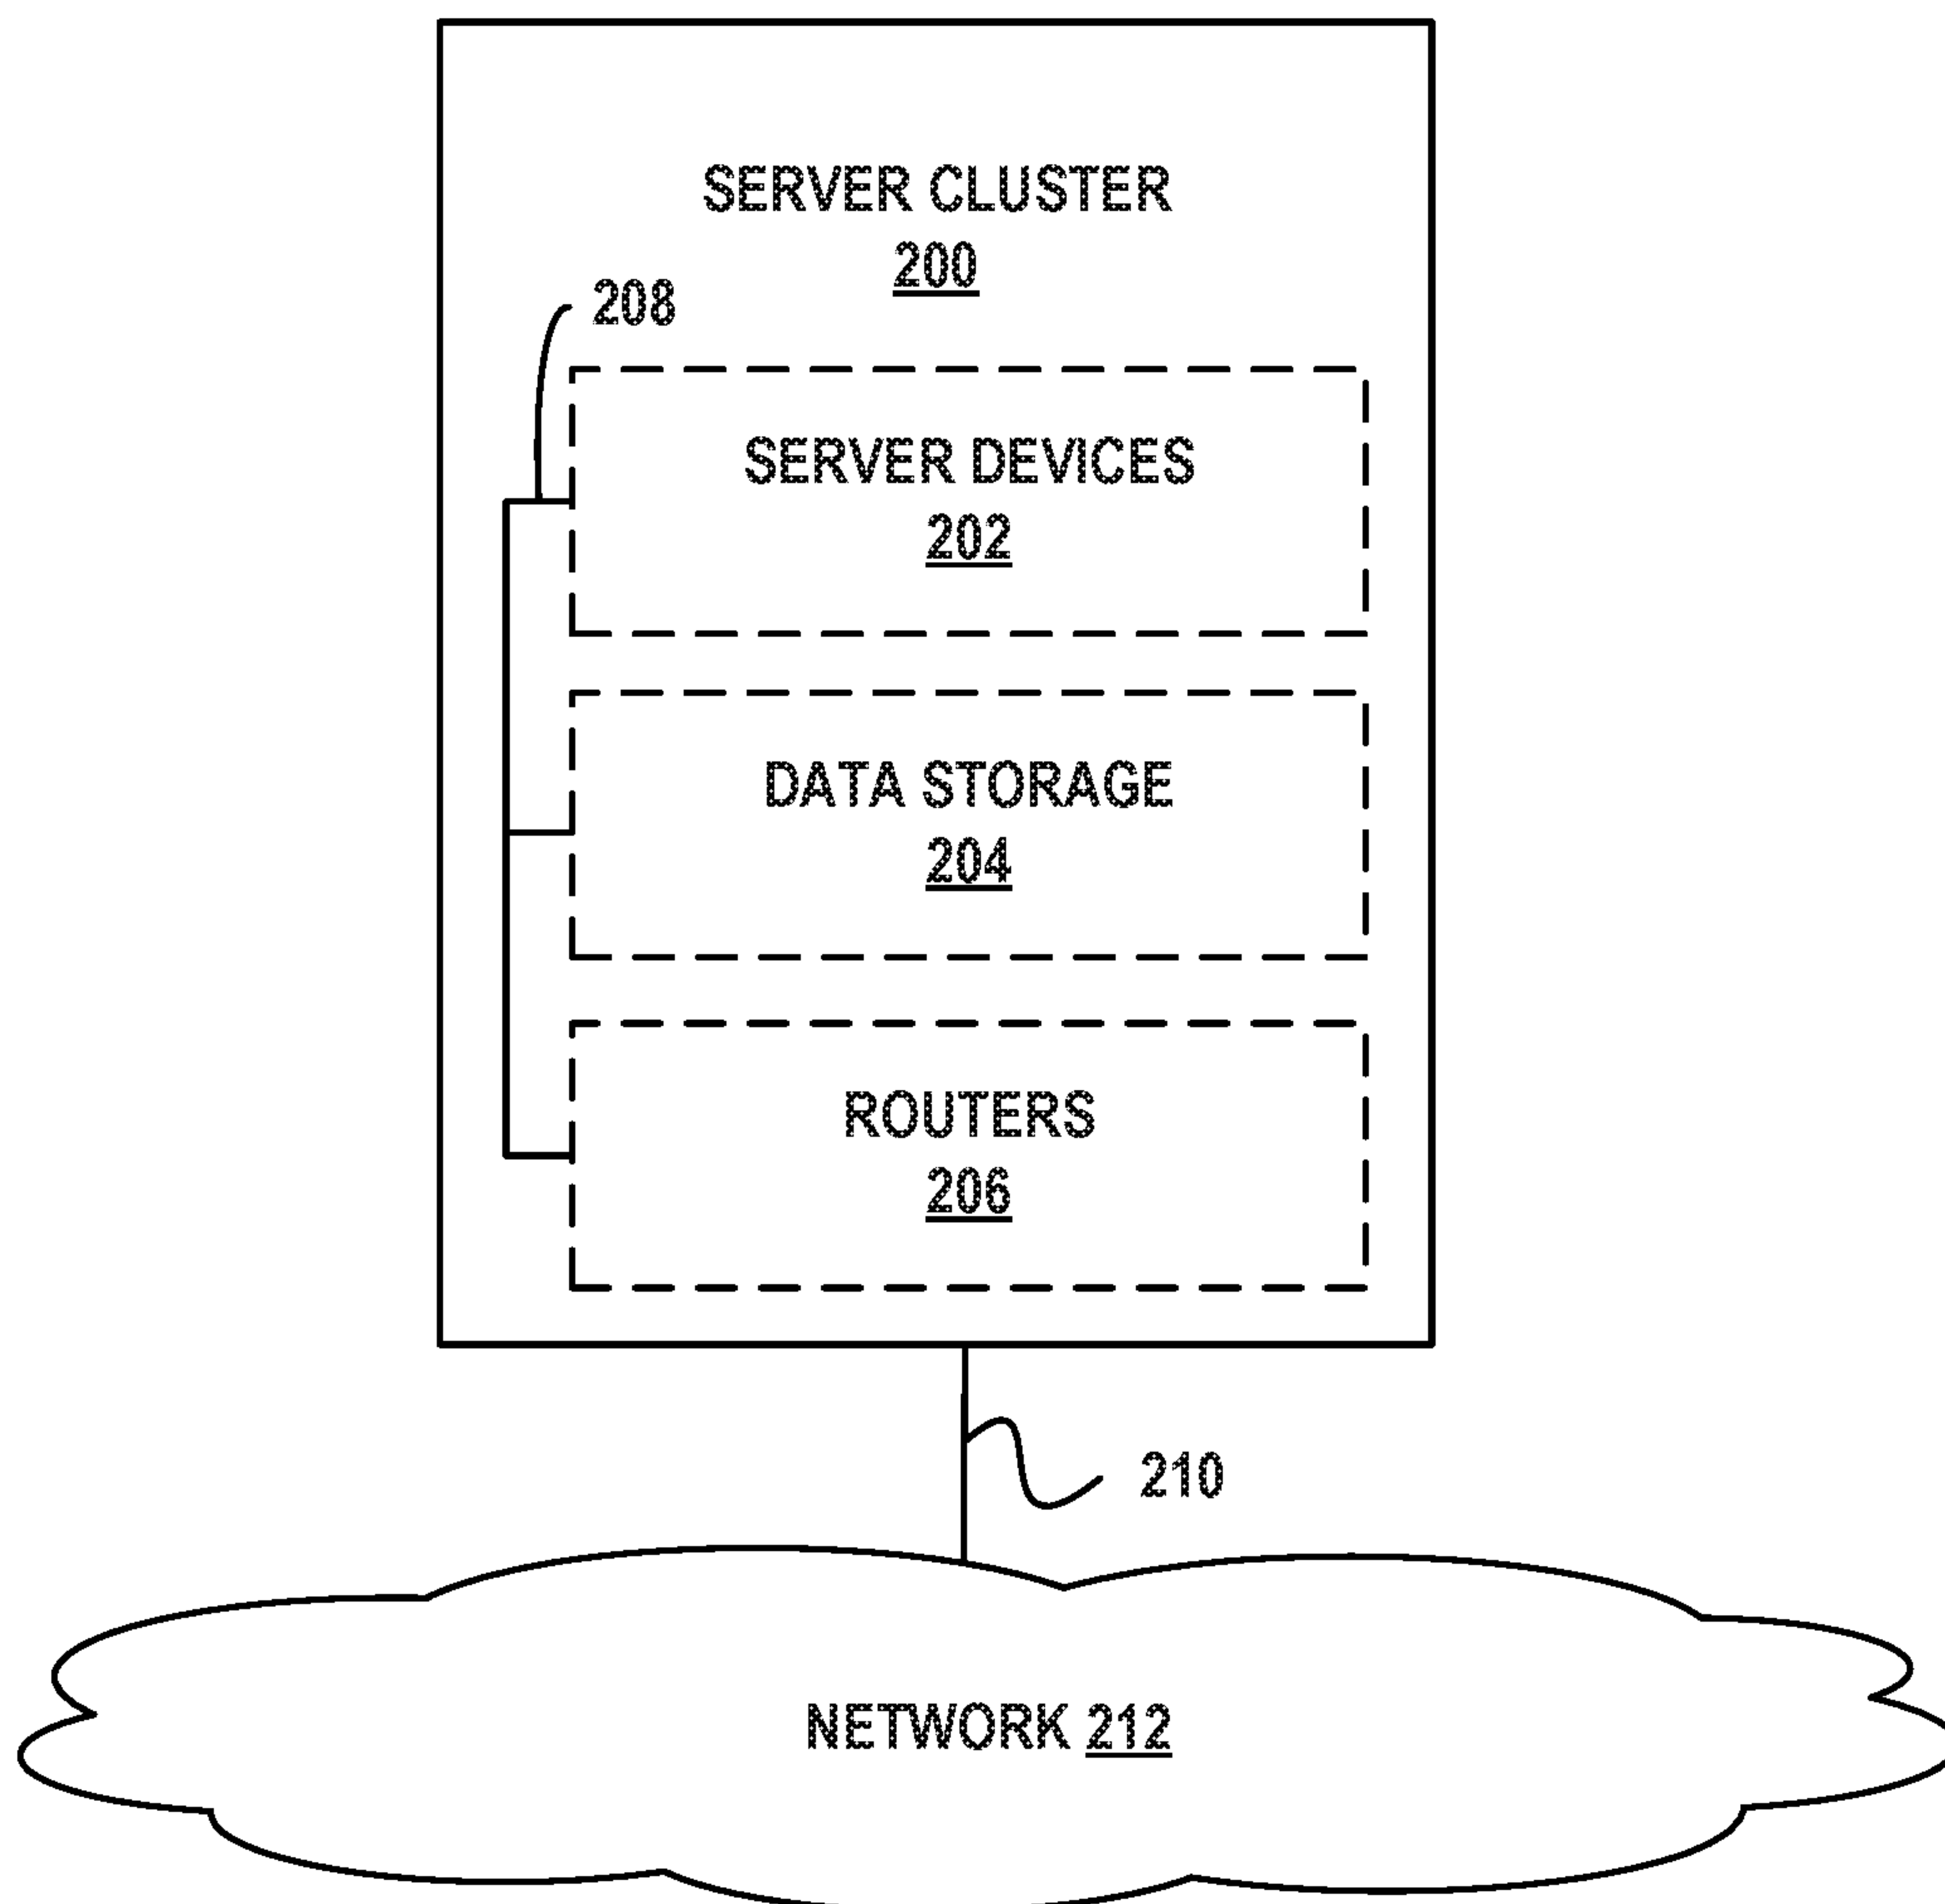 SERVER CLUSTER
200
208
SERVER DEVICES
202
DATA STORAGE
204
ROUTERS
206
210
NETWORK 212